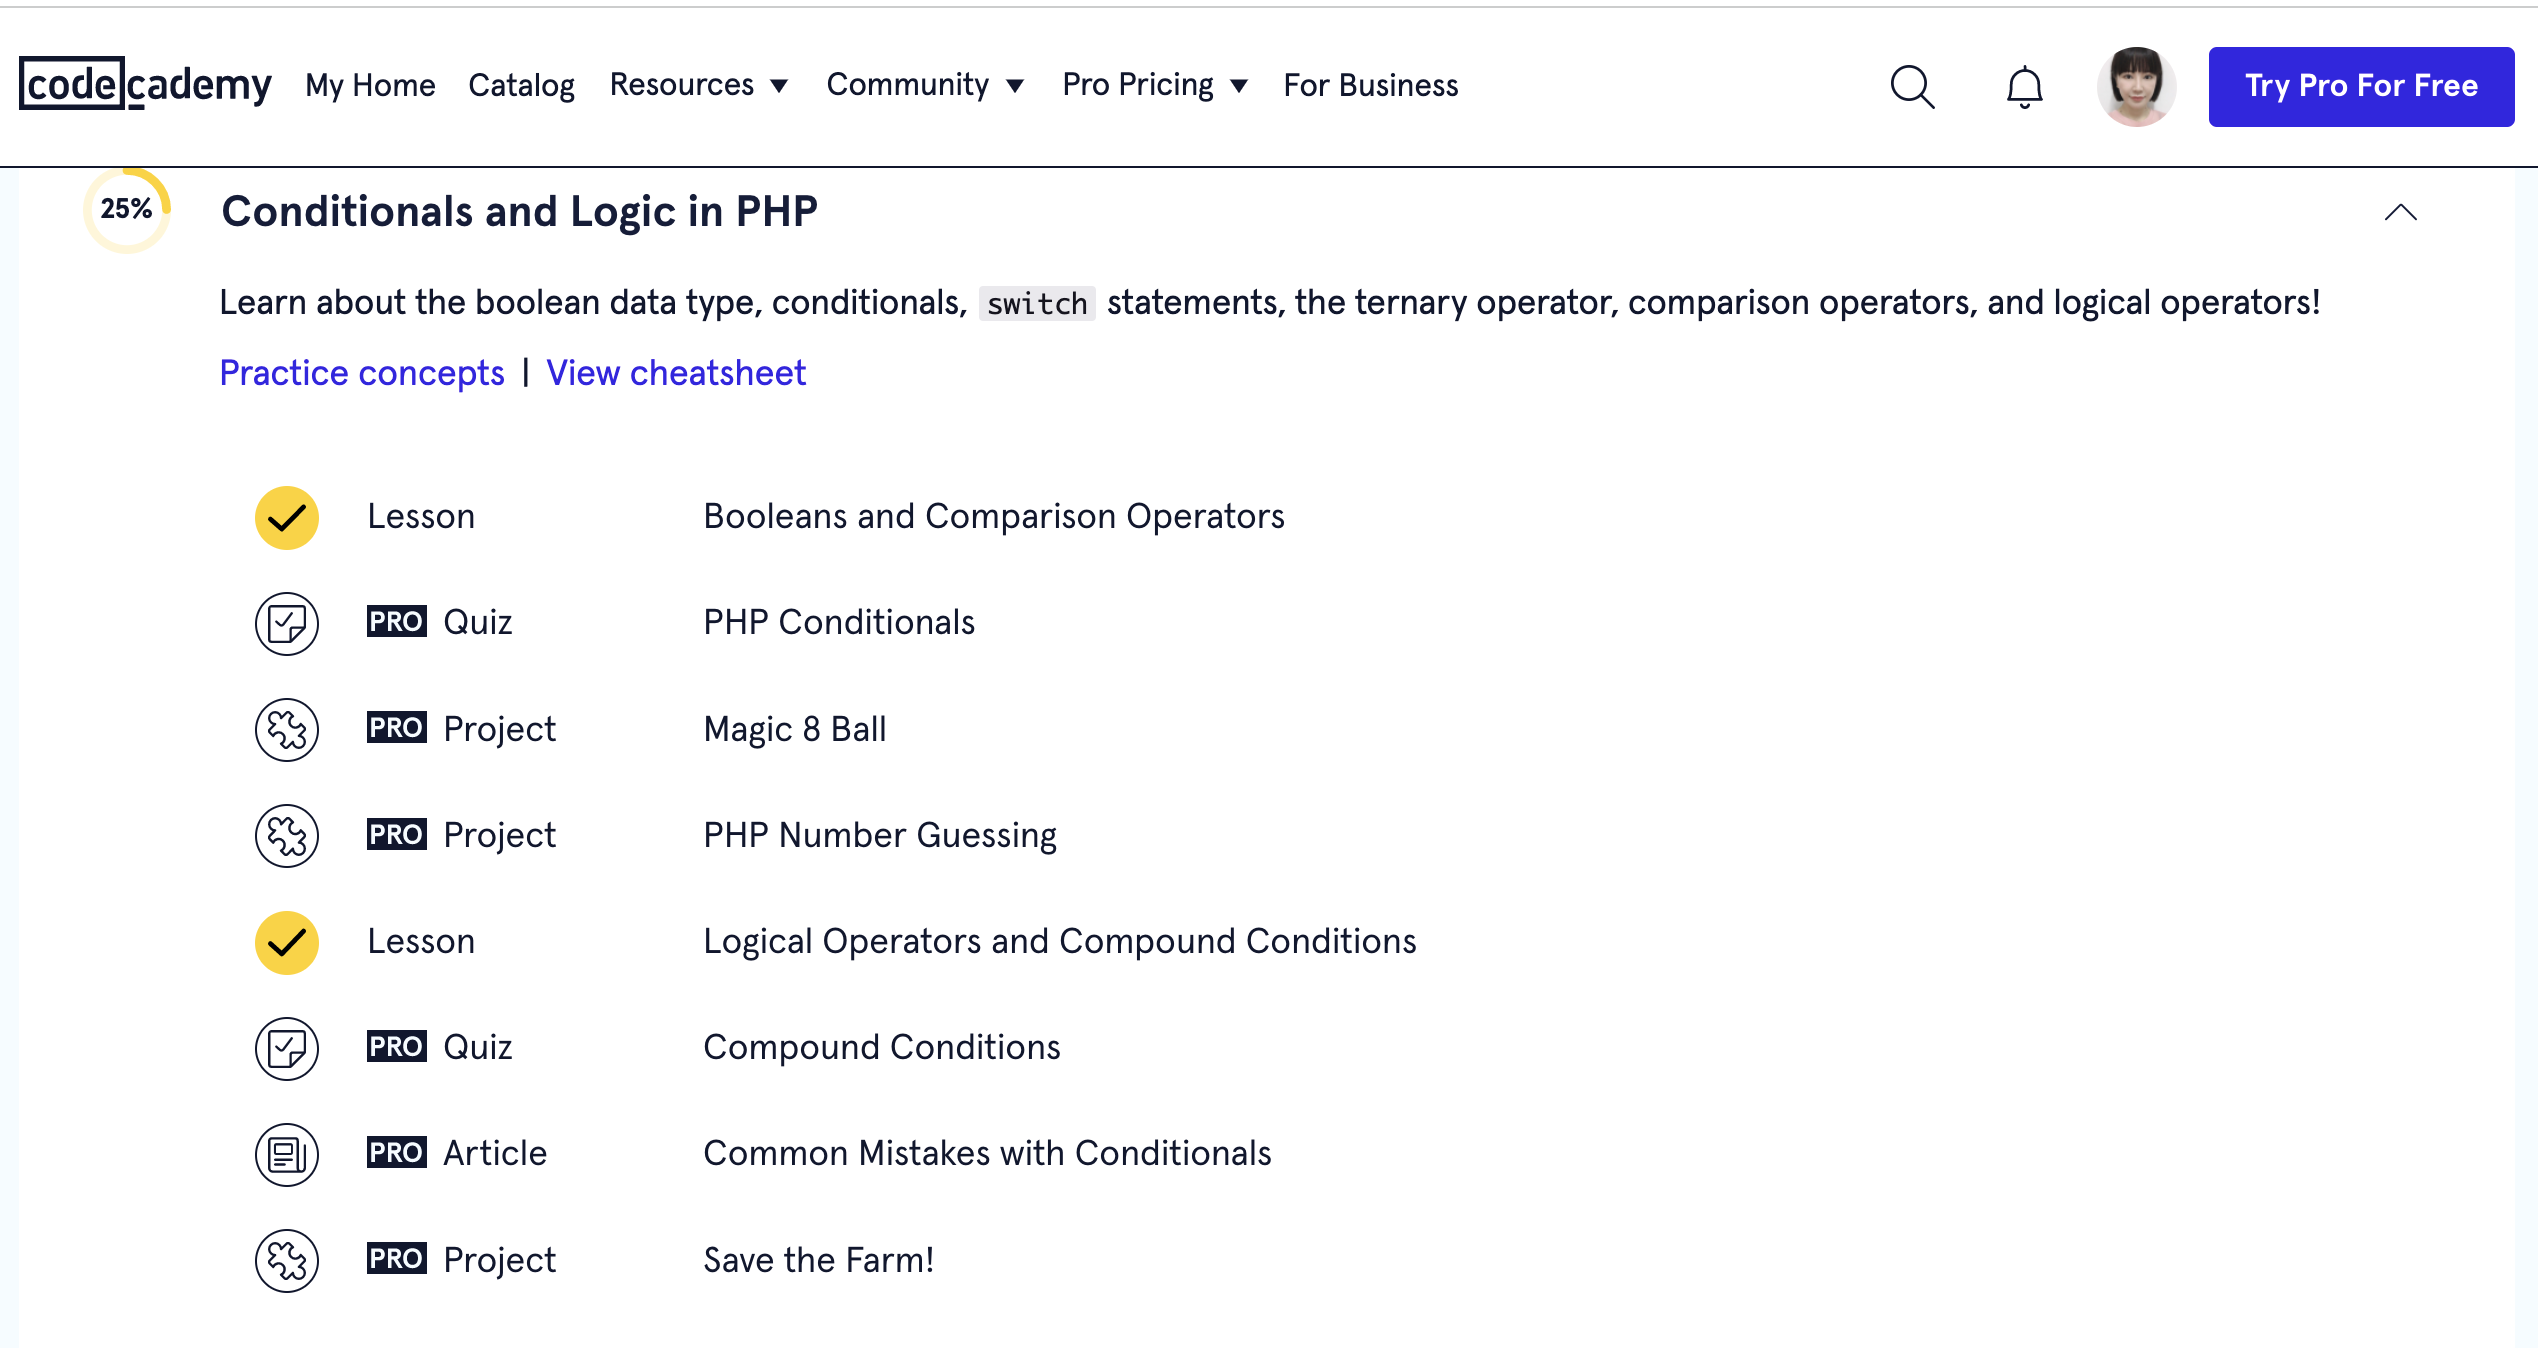 codecademy My Home Catalog Resources Community Pro Pricing For Business Try Pro For Free
25% Conditionals and Logic in PHP
Learn about the boolean data type, conditionals, switch statements, the ternary operator, comparison operators, and logical operators!
Practice concepts | View cheatsheet
Lesson Booleans and Comparison Operators
PRO Quiz PHP Conditionals
PRO Project Magic 8 Ball
PRO Project PHP Number Guessing
Lesson Logical Operators and Compound Conditions
PRO Quiz Compound Conditions
PRO Article Common Mistakes with Conditionals
PRO Project Save the Farm!